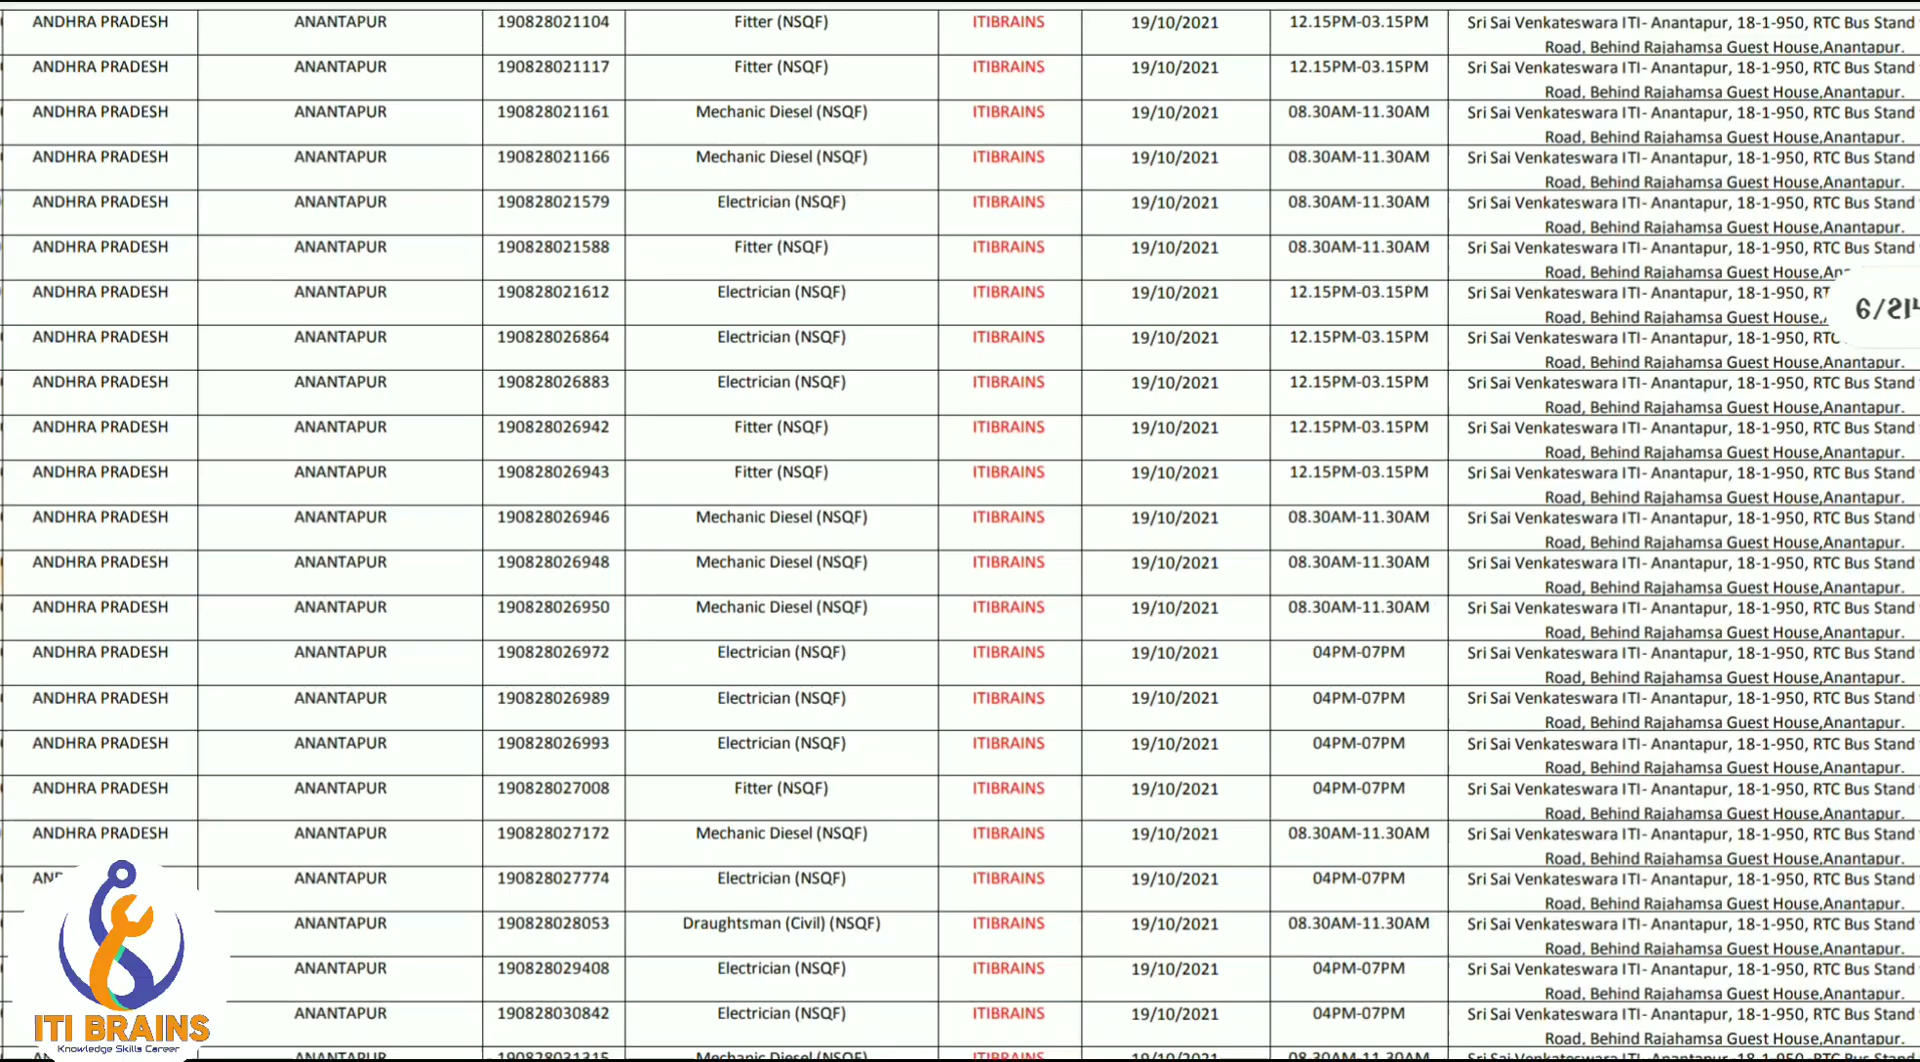 ANDHRA PRADESH ANANTAPUR 190828021104 Fitter (NSQF) ITIBRAINS 19/10/2021 12.15PM-03.15PM Sri Sai Venkateswara ITI- Anantapur, 18-1-950, RTC Bus Stand
Road, Behind Rajahamsa Guest House,Anantapur.
ANDHRA PRADESH ANANTAPUR 190828021117 Fitter (NSQF) ITIBRAINS 19/10/2021 12.15PM-03.15PM Sri Sai Venkateswara ITI- Anantapur, 18-1-950, RTC Bus Stand
Road, Behind Rajahamsa Guest House,Anantapur.
ANDHRA PRADESH ANANTAPUR 190828021161 Mechanic Diesel (NSQF) ITIBRAINS 19/10/2021 08.30AM-11.30AM Sri Sai Venkateswara ITI- Anantapur, 18-1-950, RTC Bus Stand
Road, Behind Rajahamsa Guest House,Anantapur.
ANDHRA PRADESH ANANTAPUR 190828021166 Mechanic Diesel (NSQF) ITIBRAINS 19/10/2021 08.30AM-11.30AM Sri Sai Venkateswara ITI- Anantapur, 18-1-950, RTC Bus Stand
Road, Behind Rajahamsa Guest House,Anantapur.
ANDHRA PRADESH ANANTAPUR 190828021579 Electrician (NSQF) ITIBRAINS 19/10/2021 08.30AM-11.30AM Sri Sai Venkateswara ITI- Anantapur, 18-1-950, RTC Bus Stand
Road, Behind Rajahamsa Guest House,Anantapur.
ANDHRA PRADESH ANANTAPUR 190828021588 Fitter (NSQF) ITIBRAINS 19/10/2021 08.30AM-11.30AM Sri Sai Venkateswara ITI- Anantapur, 18-1-950, RTC Bus Stand
Road, Behind Rajahamsa Guest House,
ANDHRA PRADESH ANANTAPUR 190828021612 Electrician (NSQF) ITIBRAINS 19/10/2021 12.15PM-03.15PM Sri Sai Venkateswara ITI- Anantapur, 18-1-950,
Road, Behind Rajahamsa Guest House,
ANDHRA PRADESH ANANTAPUR 190828026864 Electrician (NSQF) ITIBRAINS 19/10/2021 12.15PM-03.15PM Sri Sai Venkateswara ITI- Anantapur, 18-1-950, RTC
Road, Behind Rajahamsa Guest House,Anantapur.
ANDHRA PRADESH ANANTAPUR 190828026883 Electrician (NSQF) ITIBRAINS 19/10/2021 12.15PM-03.15PM Sri Sai Venkateswara ITI- Anantapur, 18-1-950, RTC Bus Stand
Road, Behind Rajahamsa Guest House,Anantapur.
ANDHRA PRADESH ANANTAPUR 190828026942 Fitter (NSQF) ITIBRAINS 19/10/2021 12.15PM-03.15PM Sri Sai Venkateswara ITI- Anantapur, 18-1-950, RTC Bus Stand
Road, Behind Rajahamsa Guest House,Anantapur.
ANDHRA PRADESH ANANTAPUR 190828026943 Fitter (NSQF) ITIBRAINS 19/10/2021 12.15PM-03.15PM Sri Sai Venkateswara ITI- Anantapur, 18-1-950, RTC Bus Stand
Road, Behind Rajahamsa Guest House,Anantapur.
ANDHRA PRADESH ANANTAPUR 190828026946 Mechanic Diesel (NSQF) ITIBRAINS 19/10/2021 08.30AM-11.30AM Sri Sai Venkateswara ITI- Anantapur, 18-1-950, RTC Bus Stand
Road, Behind Rajahamsa Guest House,Anantapur.
ANDHRA PRADESH ANANTAPUR 190828026948 Mechanic Diesel (NSQF) ITIBRAINS 19/10/2021 08.30AM-11.30AM Sri Sai Venkateswara ITI- Anantapur, 18-1-950, RTC Bus Stand
Road, Behind Rajahamsa Guest House,Anantapur.
ANDHRA PRADESH ANANTAPUR 190828026950 Mechanic Diesel (NSQF) ITIBRAINS 19/10/2021 08.30AM-11.30AM Sri Sai Venkateswara ITI- Anantapur, 18-1-950, RTC Bus Stand
Road, Behind Rajahamsa Guest House,Anantapur.
ANDHRA PRADESH ANANTAPUR 190828026972 Electrician (NSQF) ITIBRAINS 19/10/2021 04PM-07PM Sri Sai Venkateswara ITI- Anantapur, 18-1-950, RTC Bus Stand
Road, Behind Rajahamsa Guest House,Anantapur.
ANDHRA PRADESH ANANTAPUR 190828026989 Electrician (NSQF) ITIBRAINS 19/10/2021 04PM-07PM Sri Sai Venkateswara ITI- Anantapur, 18-1-950, RTC Bus Stand
Road, Behind Rajahamsa Guest House,Anantapur.
ANDHRA PRADESH ANANTAPUR 190828026993 Electrician (NSQF) ITIBRAINS 19/10/2021 04PM-07PM Sri Sai Venkateswara ITI- Anantapur, 18-1-950, RTC Bus Stand
Road, Behind Rajahamsa Guest House,Anantapur.
ANDHRA PRADESH ANANTAPUR 190828027008 Fitter (NSQF) ITIBRAINS 19/10/2021 04PM-07PM Sri Sai Venkateswara ITI- Anantapur, 18-1-950, RTC Bus Stand
Road, Behind Rajahamsa Guest House,Anantapur.
ANDHRA PRADESH ANANTAPUR 190828027172 Mechanic Diesel (NSQF) ITIBRAINS 19/10/2021 08.30AM-11.30AM Sri Sai Venkateswara ITI- Anantapur, 18-1-950, RTC Bus Stand
Road, Behind Rajahamsa Guest House,Anantapur.
ANANTAPUR 190828027774 Electrician (NSQF) ITIBRAINS 19/10/2021 04PM-07PM Sri Sai Venkateswara ITI- Anantapur, 18-1-950, RTC Bus Stand
Road, Behind Rajahamsa Guest House,Anantapur.
ANANTAPUR 190828028053 Draughtsman (Civil) (NSQF) ITIBRAINS 19/10/2021 08.30AM-11.30AM Sri Sai Venkateswara ITI- Anantapur, 18-1-950, RTC Bus Stand
Road, Behind Rajahamsa Guest House,Anantapur.
ANANTAPUR 190828029408 Electrician (NSQF) ITIBRAINS 19/10/2021 04PM-07PM Sri Sai Venkateswara ITI- Anantapur, 18-1-950, RTC Bus Stand
Road, Behind Rajahamsa Guest House,Anantapur.
ANANTAPUR 190828030842 Electrician (NSQF) ITIBRAINS 19/10/2021 04PM-07PM Sri Sai Venkateswara ITI- Anantapur, 18-1-950, RTC Bus Stand
Road, Behind Rajahamsa Guest House,Anantapur.
ANANTAPUR 190828031315 Mechanic Diesel (NSQF) ITIBRAINS 19/10/2021 08.30AM-11.30AM Sri Sai Venkateswara ITI- Anantapur, 18-1-950, RTC Bus Stand
ITI BRAINS
Knowledge Skills Career